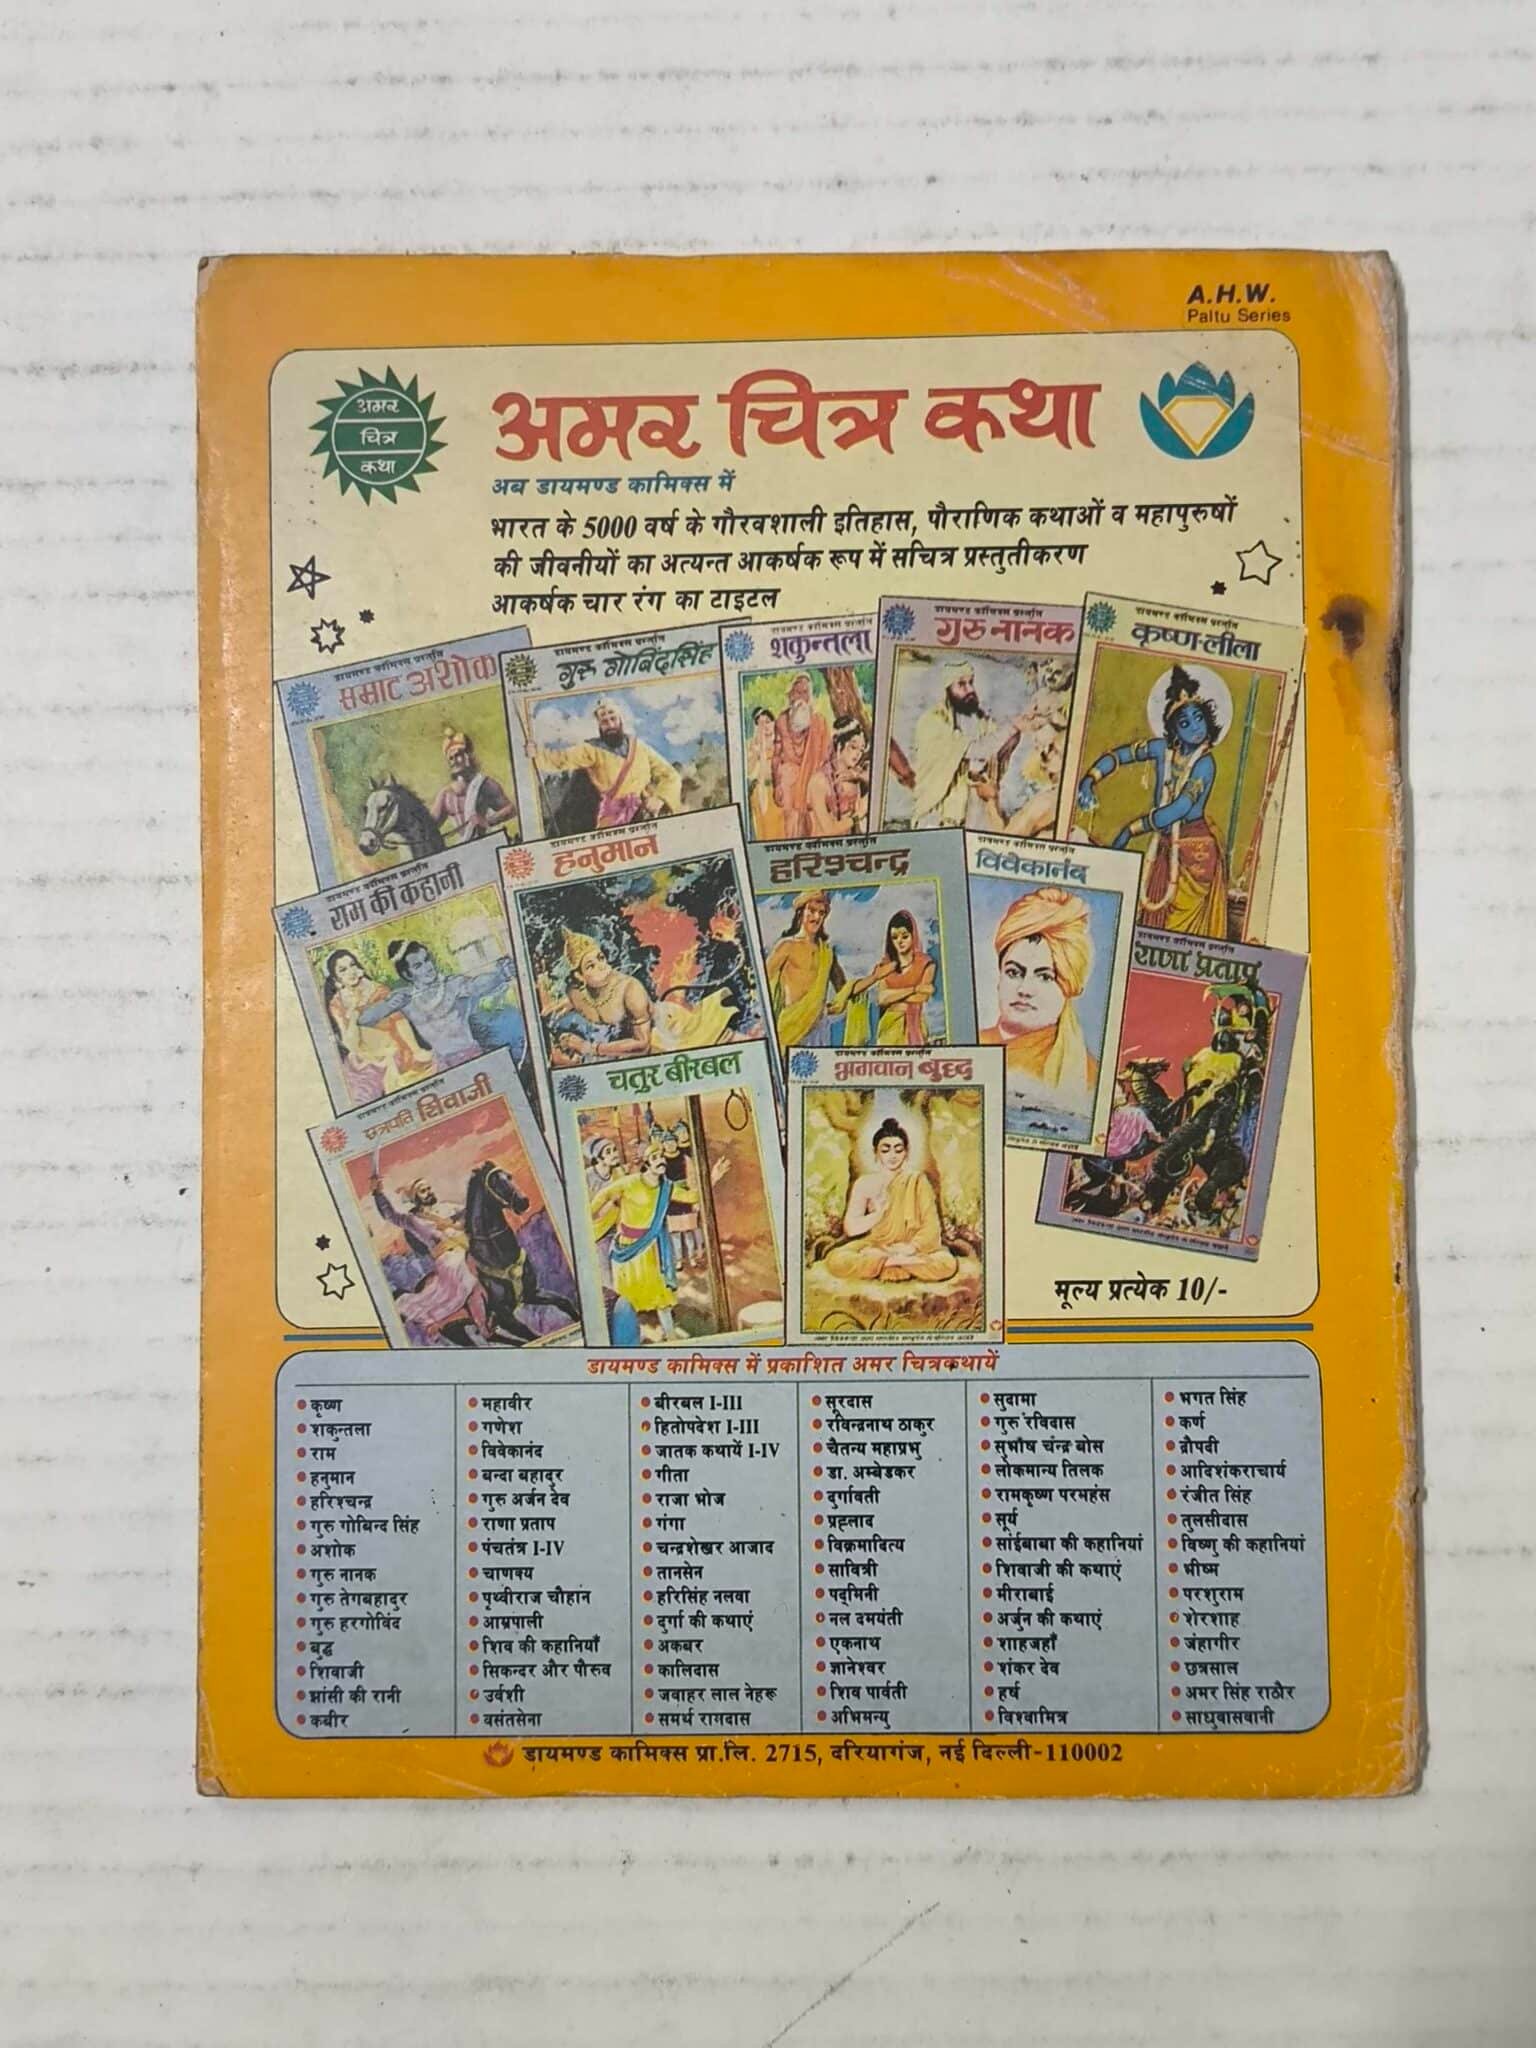 A.H.W.
Paltu Series
अमर
चित्र
कथा
अमर चित्र कथा
अब डायमण्ड कामिक्स में
भारत के 5000 वर्ष के गौरवशाली इतिहास, पौराणिक कथाओं व महापुरुषों
की जीवनीयों का अत्यन्त आकर्षक रूप में सचित्र प्रस्तुतीकरण
आकर्षक चार रंग का टाइटल
सम्राट अशोक
गुरु गोबिंदसिंह
शकुन्तला
गुरु नानक
कृष्ण-लीला
राम की कहानी
हनुमान
हरिश्चन्द्र
विवेकानंद
राणा प्रताप
छत्रपति शिवाजी
चतुर बीरबल
भगवान बुद्ध
मूल्य प्रत्येक 10/-
डायमण्ड कामिक्स में प्रकाशित अमर चित्रकथायें
कृष्ण
शकुन्तला
राम
हनुमान
हरिश्चन्द्र
गुरु गोबिन्द सिंह
अशोक
गुरु नानक
गुरु तेगबहादुर
गुरु हरगोविंद
बुद्ध
शिवाजी
झांसी की रानी
कबीर
महावीर
गणेश
विवेकानंद
बन्दा बहादुर
गुरु अर्जन देव
राणा प्रताप
पंचतंत्र I-IV
चाणक्य
पृथ्वीराज चौहान
आम्रपाली
शिव की कहानियाँ
सिकन्दर और पौरुव
उर्वशी
वसंतसेना
बीरबल I-III
हितोपदेश I-III
जातक कथायें I-IV
गीता
राजा भोज
गंगा
चन्द्रशेखर आजाद
तानसेन
हरिसिंह नलवा
दुर्गा की कथाएं
अकबर
कालिदास
जवाहर लाल नेहरू
समर्थ रामदास
सूरदास
रविन्द्रनाथ ठाकुर
चैतन्य महाप्रभु
डा. अम्बेडकर
दुर्गावती
प्रह्लाद
विक्रमादित्य
सावित्री
पद्मिनी
नल दमयंती
एकनाथ
ज्ञानेश्वर
शिव पार्वती
अभिमन्यु
सुदामा
गुरु रविदास
सुभाष चन्द्र बोस
लोकमान्य तिलक
रामकृष्ण परमहंस
सूर्य
सांईबाबा की कहानियां
शिवाजी की कथाएं
मीराबाई
अर्जुन की कथाएं
शाहजहाँ
शंकर देव
हर्ष
विश्वामित्र
भगत सिंह
कर्ण
द्रौपदी
आदिशंकराचार्य
रंजीत सिंह
तुलसीदास
विष्णु की कहानियां
भीष्म
परशुराम
शेरशाह
जंहागीर
छत्रसाल
अमर सिंह राठौर
साधुवासवानी
डायमण्ड कामिक्स प्रा.लि. 2715, दरियागंज, नई दिल्ली-110002